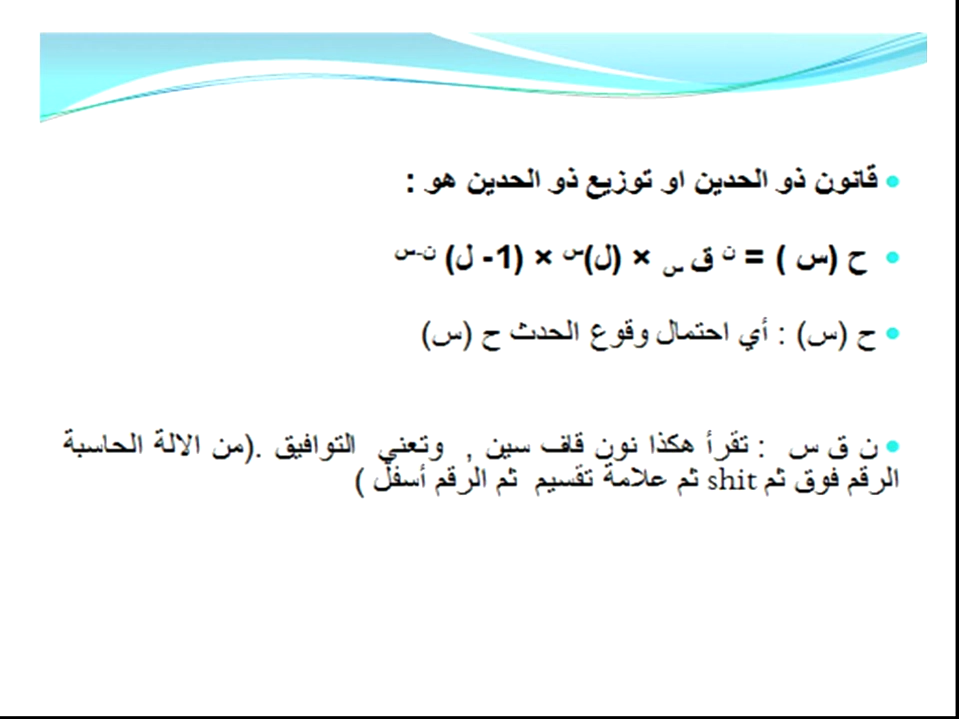 قانون ذو الحدين او توزيع ذو الحدين هو :
ح (س ) = ن ق س × (ل)س × (1- ل) ن-س
ح (س) : أي احتمال وقوع الحدث ح (س)
ن ق س : تقرأ هكذا نون قاف سين , وتعني التوافيق .(من الالة الحاسبة
الرقم فوق ثم shit ثم علامة تقسيم ثم الرقم أسفل )